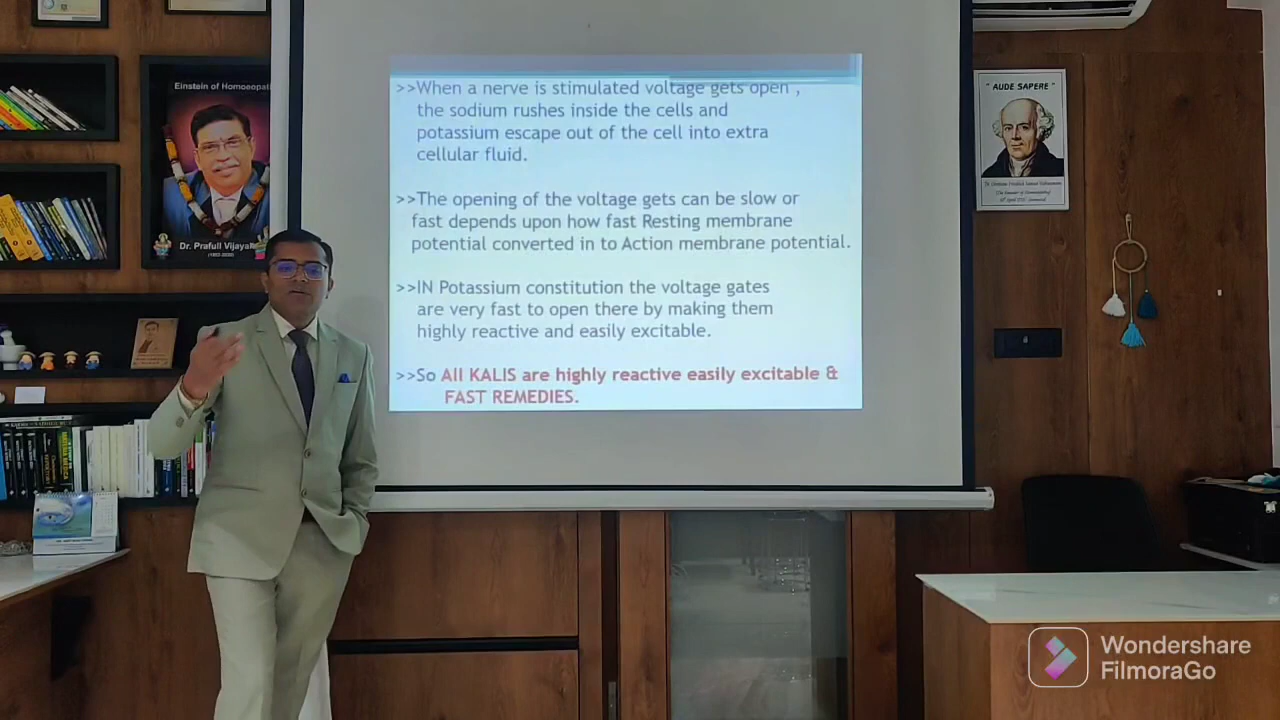 Einstein of Homoeopat
Dr. Prafull Vijaya
" AUDE SAPERE "
>>When a nerve is stimulated voltage gets open ,
the sodium rushes inside the cells and
potassium escape out of the cell into extra
cellular fluid.
>>The opening of the voltage gets can be slow or
fast depends upon how fast Resting membrane
potential converted in to Action membrane potential.
>>IN Potassium constitution the voltage gates
are very fast to open there by making them
highly reactive and easily excitable.
>>So All KALIS are highly reactive easily excitable &
FAST REMEDIES.
Wondershare
FilmoraGo